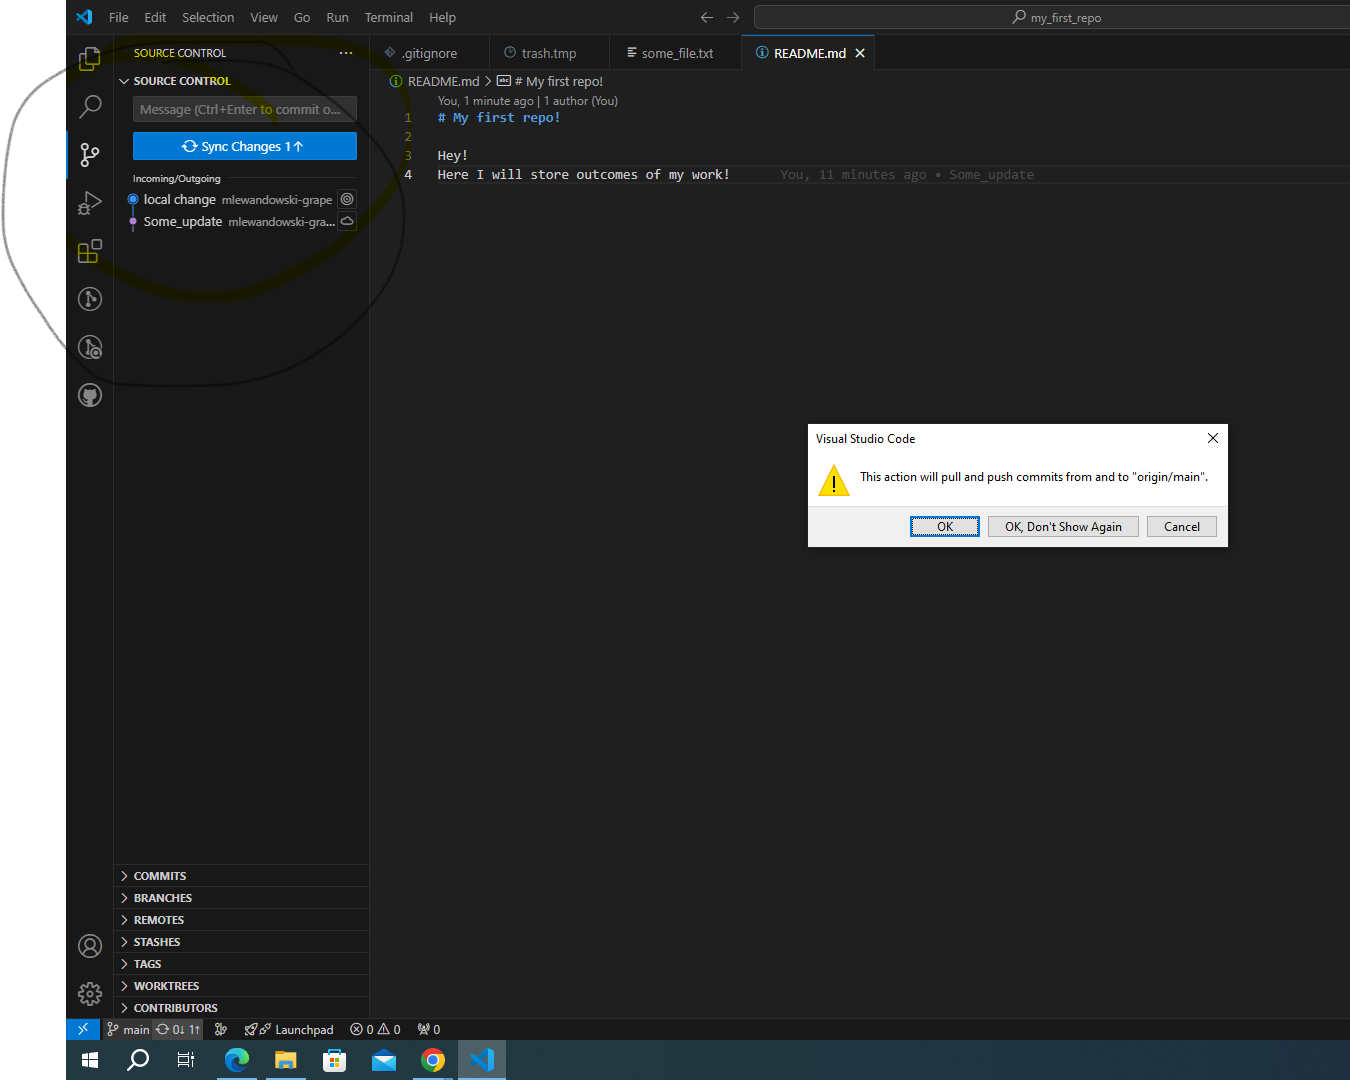 File Edit Selection View Go Run Terminal Help
my_first_repo
SOURCE CONTROL
.gitignore
trash.tmp
some_file.txt
README.md
SOURCE CONTROL
README.md > # My first repo!
Message (Ctrl+Enter to commit o...
You, 1 minute ago | 1 author (You)
1 # My first repo!
2
Sync Changes 1↑
3 Hey!
4 Here I will store outcomes of my work! You, 11 minutes ago • Some_update
Incoming/Outgoing
local change mlewandowski-grape
Some_update mlewandowski-gra...
Visual Studio Code
This action will pull and push commits from and to "origin/main".
OK
OK, Don't Show Again
Cancel
COMMITS
BRANCHES
REMOTES
STASHES
TAGS
WORKTREES
CONTRIBUTORS
main 0↓ 1↑ Launchpad 0 0 0